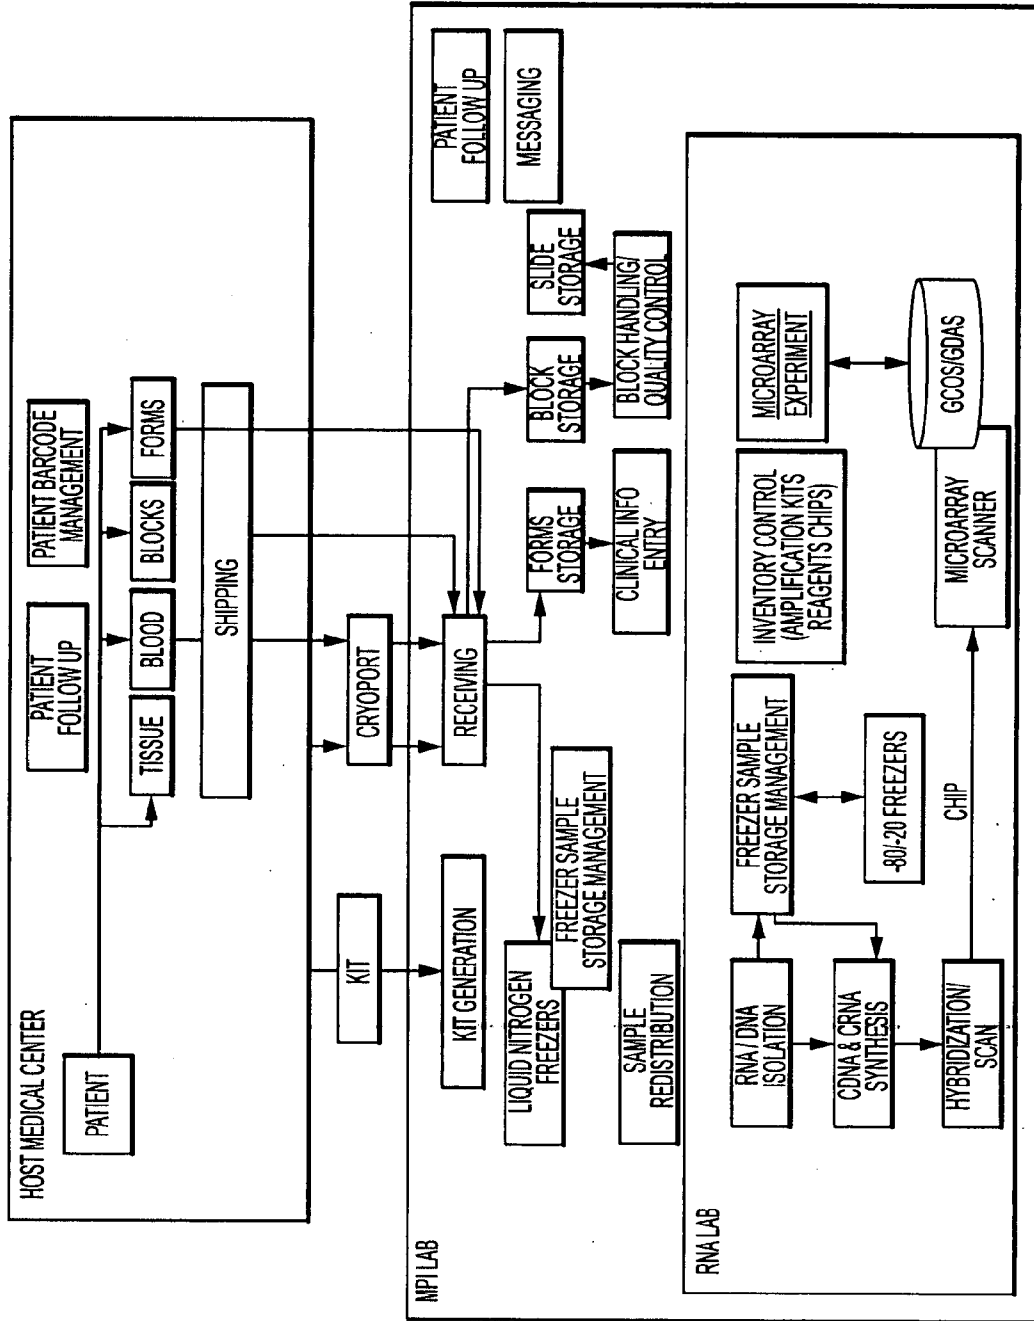 HOST MEDICAL CENTER
PATIENT
PATIENT
FOLLOW UP
PATIENT BARCODE
MANAGEMENT
TISSUE
BLOOD
BLOCKS
FORMS
SHIPPING
KIT
CRYOPORT
MPI LAB
KIT GENERATION
RECEIVING
PATIENT
FOLLOW UP
MESSAGING
LIQUID NITROGEN
FREEZERS
FREEZER SAMPLE
STORAGE MANAGEMENT
FORMS
STORAGE
BLOCK
STORAGE
SLIDE
STORAGE
SAMPLE
REDISTRIBUTION
CLINICAL INFO
ENTRY
BLOCK HANDLING/
QUALITY CONTROL
RNA LAB
RNA / DNA
ISOLATION
FREEZER SAMPLE
STORAGE MANAGEMENT
INVENTORY CONTROL
(AMPLIFICATION KITS
REAGENTS CHIPS)
MICROARRAY
EXPERIMENT
CDNA & CRNA
SYNTHESIS
-80/-20 FREEZERS
HYBRIDIZATION/
SCAN
CHIP
MICROARRAY
SCANNER
GCOS/GDAS